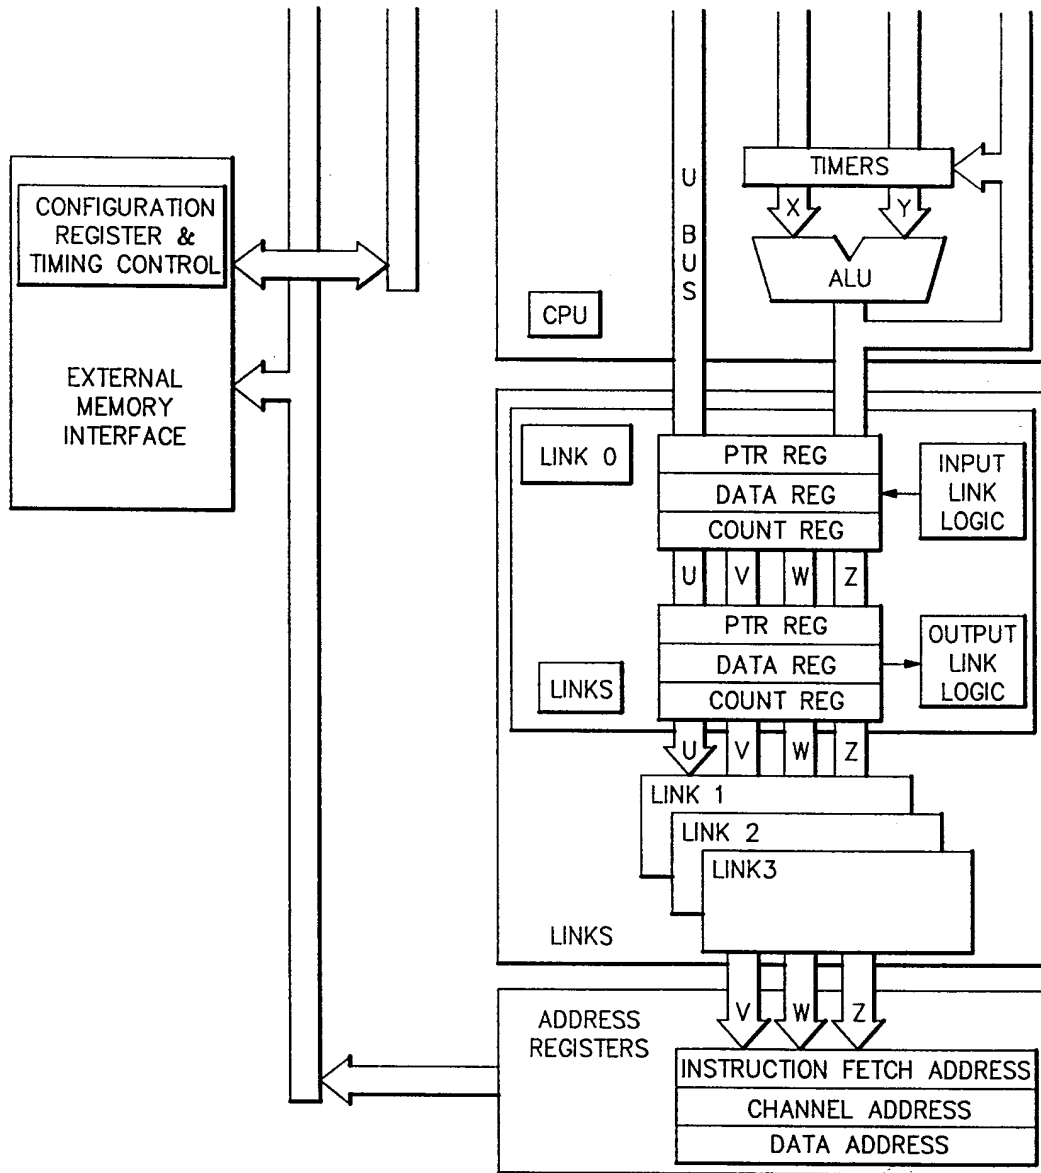 U BUS
TIMERS
X Y
ALU
CPU
CONFIGURATION
REGISTER &
TIMING CONTROL
EXTERNAL
MEMORY
INTERFACE
LINK 0
PTR REG
DATA REG
COUNT REG
INPUT
LINK
LOGIC
U V W Z
PTR REG
DATA REG
COUNT REG
OUTPUT
LINK
LOGIC
LINKS
U V W Z
LINK 1
LINK 2
LINK3
LINKS
V W Z
ADDRESS
REGISTERS
INSTRUCTION FETCH ADDRESS
CHANNEL ADDRESS
DATA ADDRESS